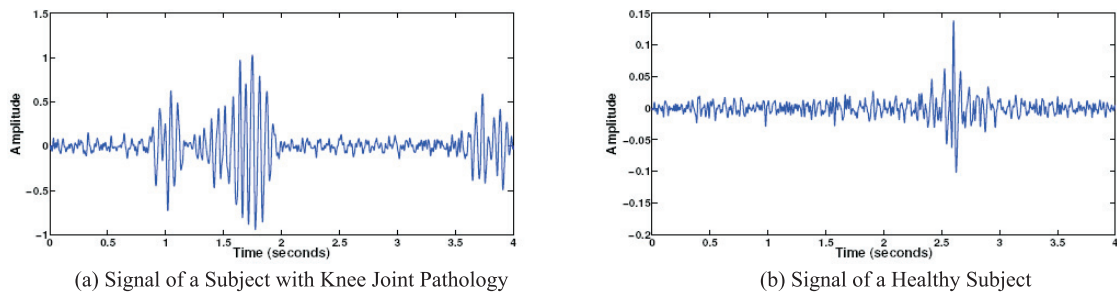 1.5
1
0.5
0
−0.5
−1
Amplitude
0 0.5 1 1.5 2 2.5 3 3.5 4
Time (seconds)
(a) Signal of a Subject with Knee Joint Pathology
0.15
0.1
0.05
0
−0.05
−0.1
−0.15
−0.2
Amplitude
0 0.5 1 1.5 2 2.5 3 3.5 4
Time (seconds)
(b) Signal of a Healthy Subject